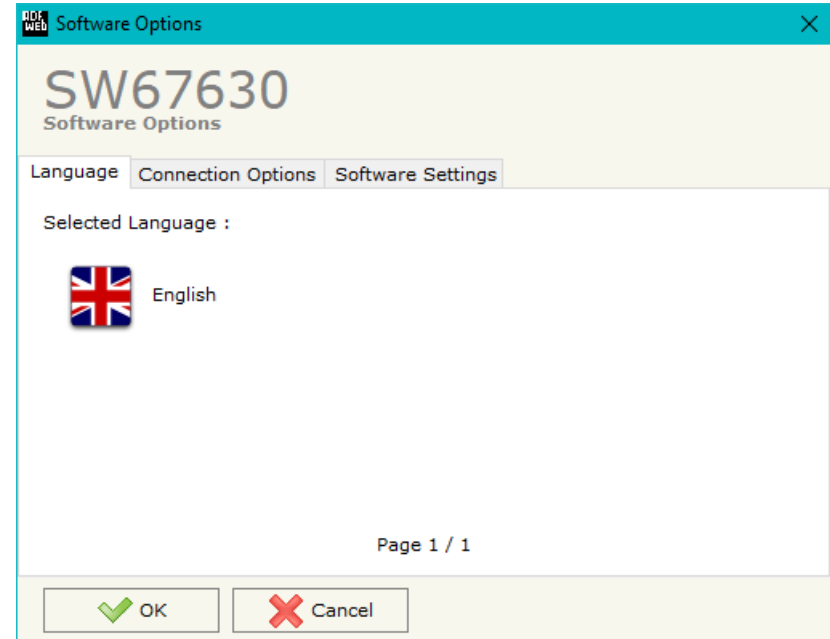 ADF
WEB Software Options
SW67630
Software Options
Language Connection Options Software Settings
Selected Language :
English
Page 1 / 1
OK Cancel